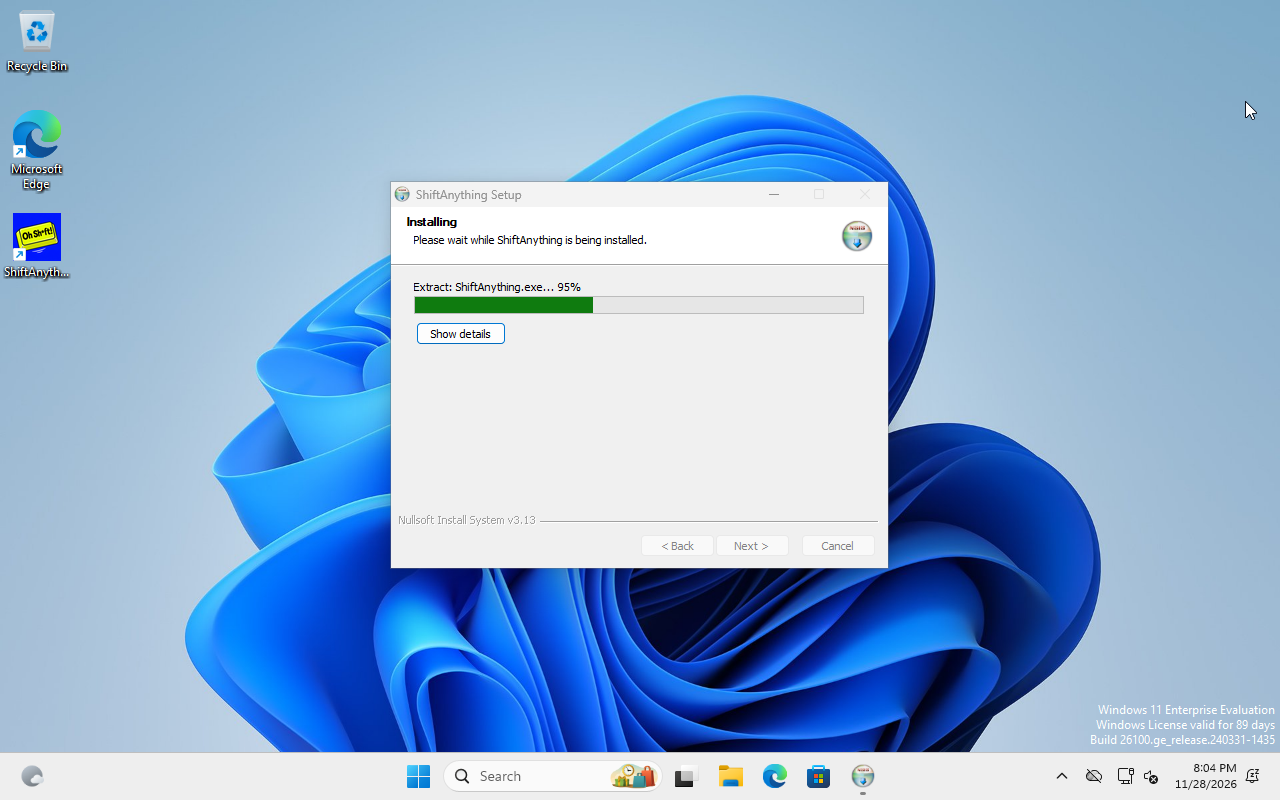 Recycle Bin
Microsoft
Edge
Oh Sh*ft!
ShiftAnyth...
ShiftAnything Setup
Installing
Please wait while ShiftAnything is being installed.
Extract: ShiftAnything.exe... 95%
Show details
Nullsoft Install System v3.13
< Back
Next >
Cancel
Windows 11 Enterprise Evaluation
Windows License valid for 89 days
Build 26100.ge_release.240331-1435
Search
8:04 PM
11/28/2026